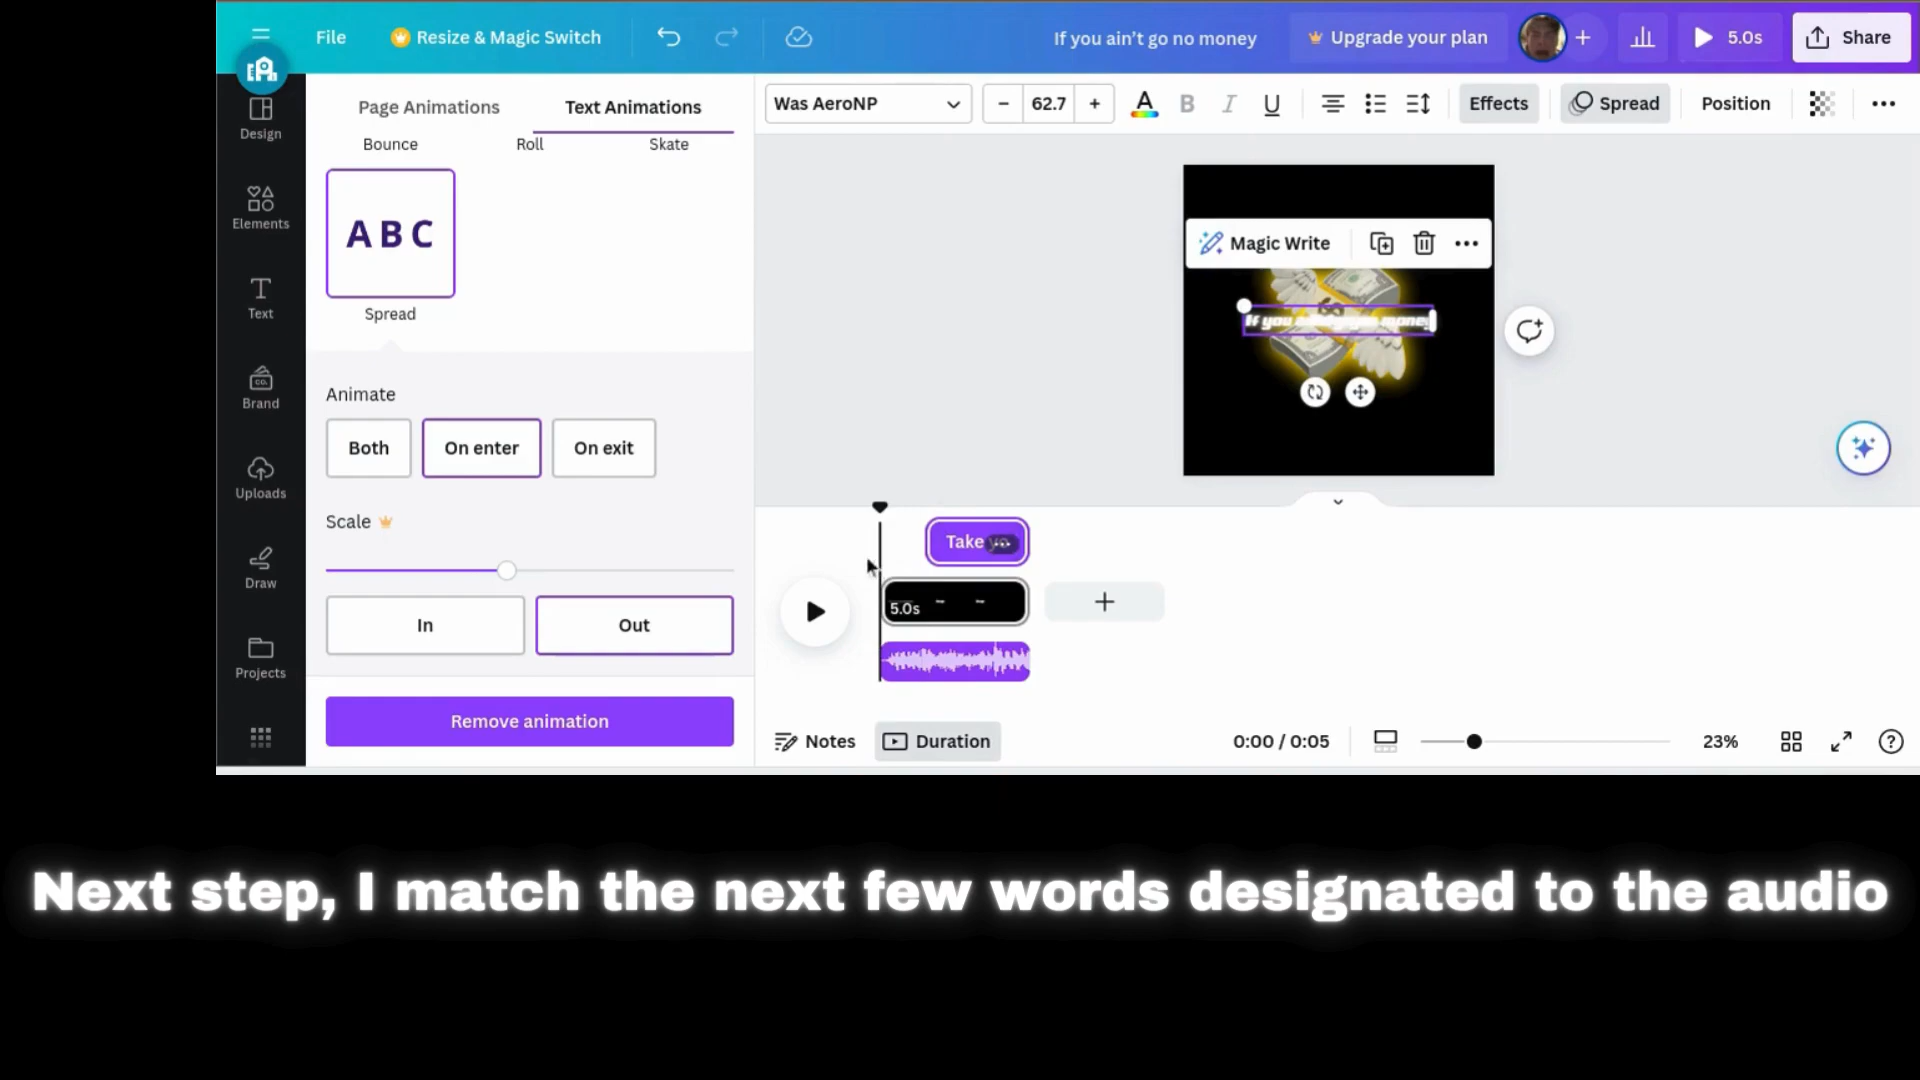 File
Resize & Magic Switch
If you ain't go no money
Upgrade your plan
5.0s
Share
Design
Elements
Text
Brand
CO.
Uploads
Draw
Projects
Page Animations
Text Animations
Bounce
Roll
Skate
ABC
Spread
Animate
Both
On enter
On exit
Scale
In
Out
Remove animation
Was AeroNP
− 62.7 +
A B I U
Effects
Spread
Position
Magic Write
If you
Take
5.0s
Notes
Duration
0:00 / 0:05
23%
Next step, I match the next few words designated to the audio